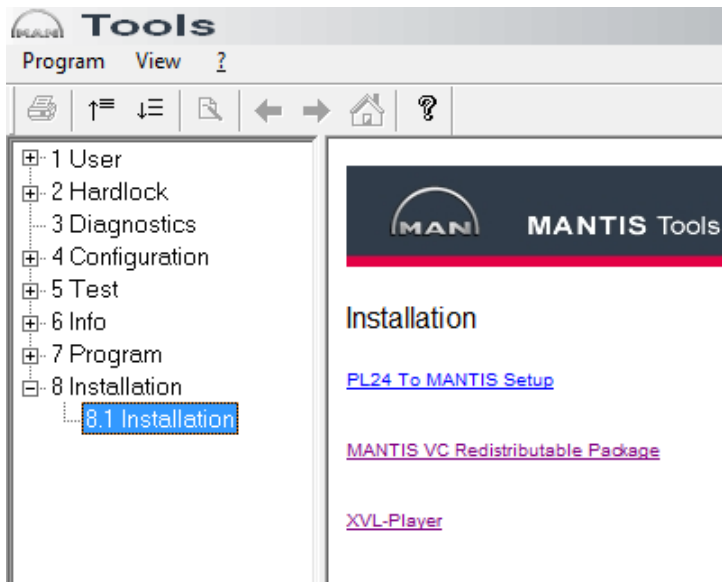 MAN Tools
Program View ?
1 User
2 Hardlock
3 Diagnostics
4 Configuration
5 Test
6 Info
7 Program
8 Installation
8.1 Installation
MAN MANTIS Tools
Installation
PL24 To MANTIS Setup
MANTIS VC Redistributable Package
XVL-Player